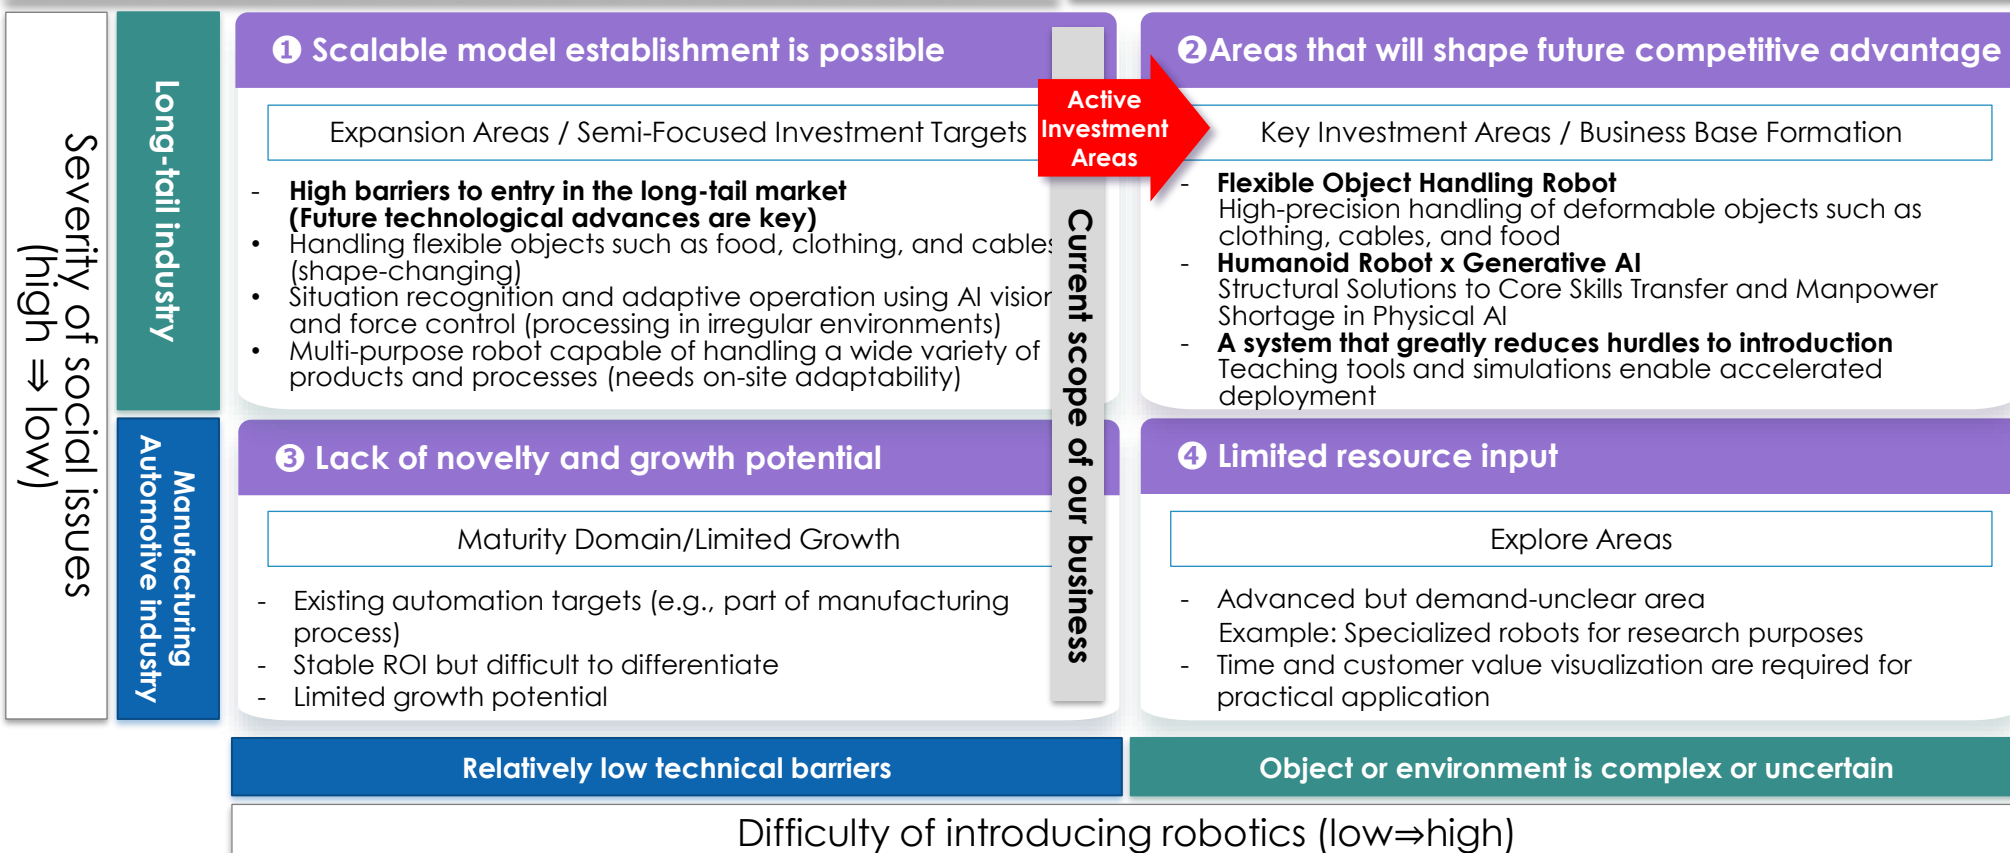 Severity of social issues
(high ⇒ low)
Long-tail industry
Manufacturing
Automotive industry
❶ Scalable model establishment is possible
Expansion Areas / Semi-Focused Investment Targets
- High barriers to entry in the long-tail market
(Future technological advances are key)
• Handling flexible objects such as food, clothing, and cables
(shape-changing)
• Situation recognition and adaptive operation using AI vision
and force control (processing in irregular environments)
• Multi-purpose robot capable of handling a wide variety of
products and processes (needs on-site adaptability)
Active
Investment
Areas
Current scope of our business
❷Areas that will shape future competitive advantage
Key Investment Areas / Business Base Formation
- Flexible Object Handling Robot
High-precision handling of deformable objects such as
clothing, cables, and food
- Humanoid Robot x Generative AI
Structural Solutions to Core Skills Transfer and Manpower
Shortage in Physical AI
- A system that greatly reduces hurdles to introduction
Teaching tools and simulations enable accelerated
deployment
❸ Lack of novelty and growth potential
Maturity Domain/Limited Growth
- Existing automation targets (e.g., part of manufacturing
process)
- Stable ROI but difficult to differentiate
- Limited growth potential
❹ Limited resource input
Explore Areas
- Advanced but demand-unclear area
Example: Specialized robots for research purposes
- Time and customer value visualization are required for
practical application
Relatively low technical barriers
Object or environment is complex or uncertain
Difficulty of introducing robotics (low⇒high)